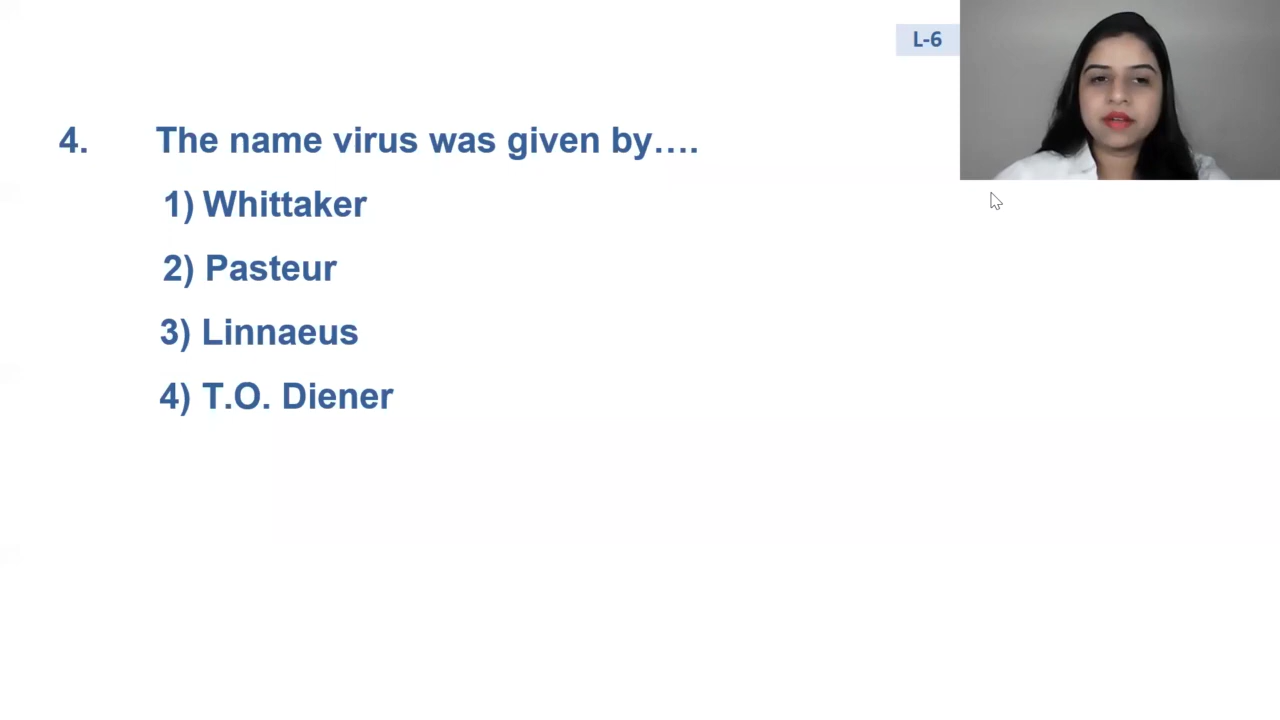 L-6
4. The name virus was given by….
1) Whittaker
2) Pasteur
3) Linnaeus
4) T.O. Diener